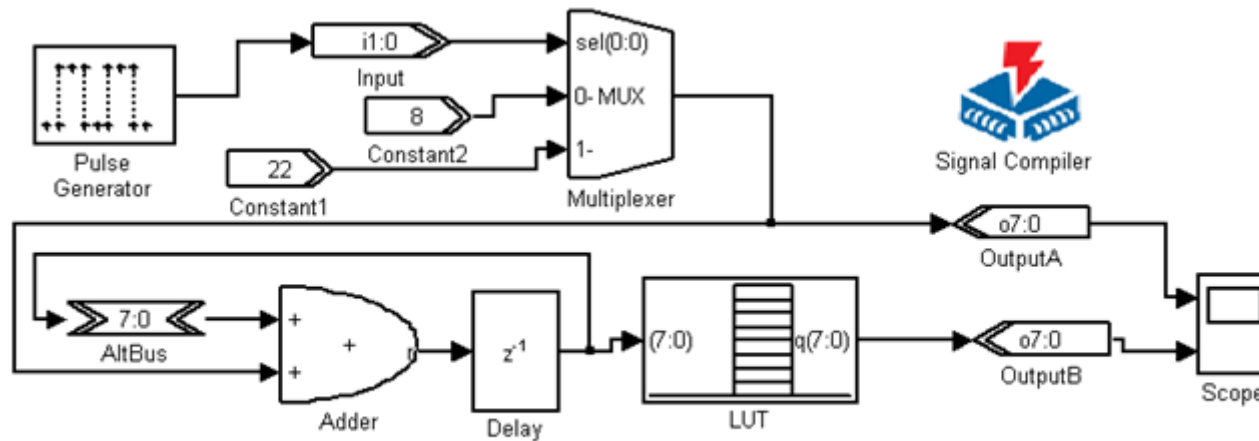 i1:0
Input
Pulse
Generator
8
Constant2
22
Constant1
sel(0:0)
0- MUX
1-
Multiplexer
Signal Compiler
o7:0
OutputA
7:0
AltBus
+
+
+
Adder
z-1
Delay
(7:0)
q(7:0)
LUT
o7:0
OutputB
Scope